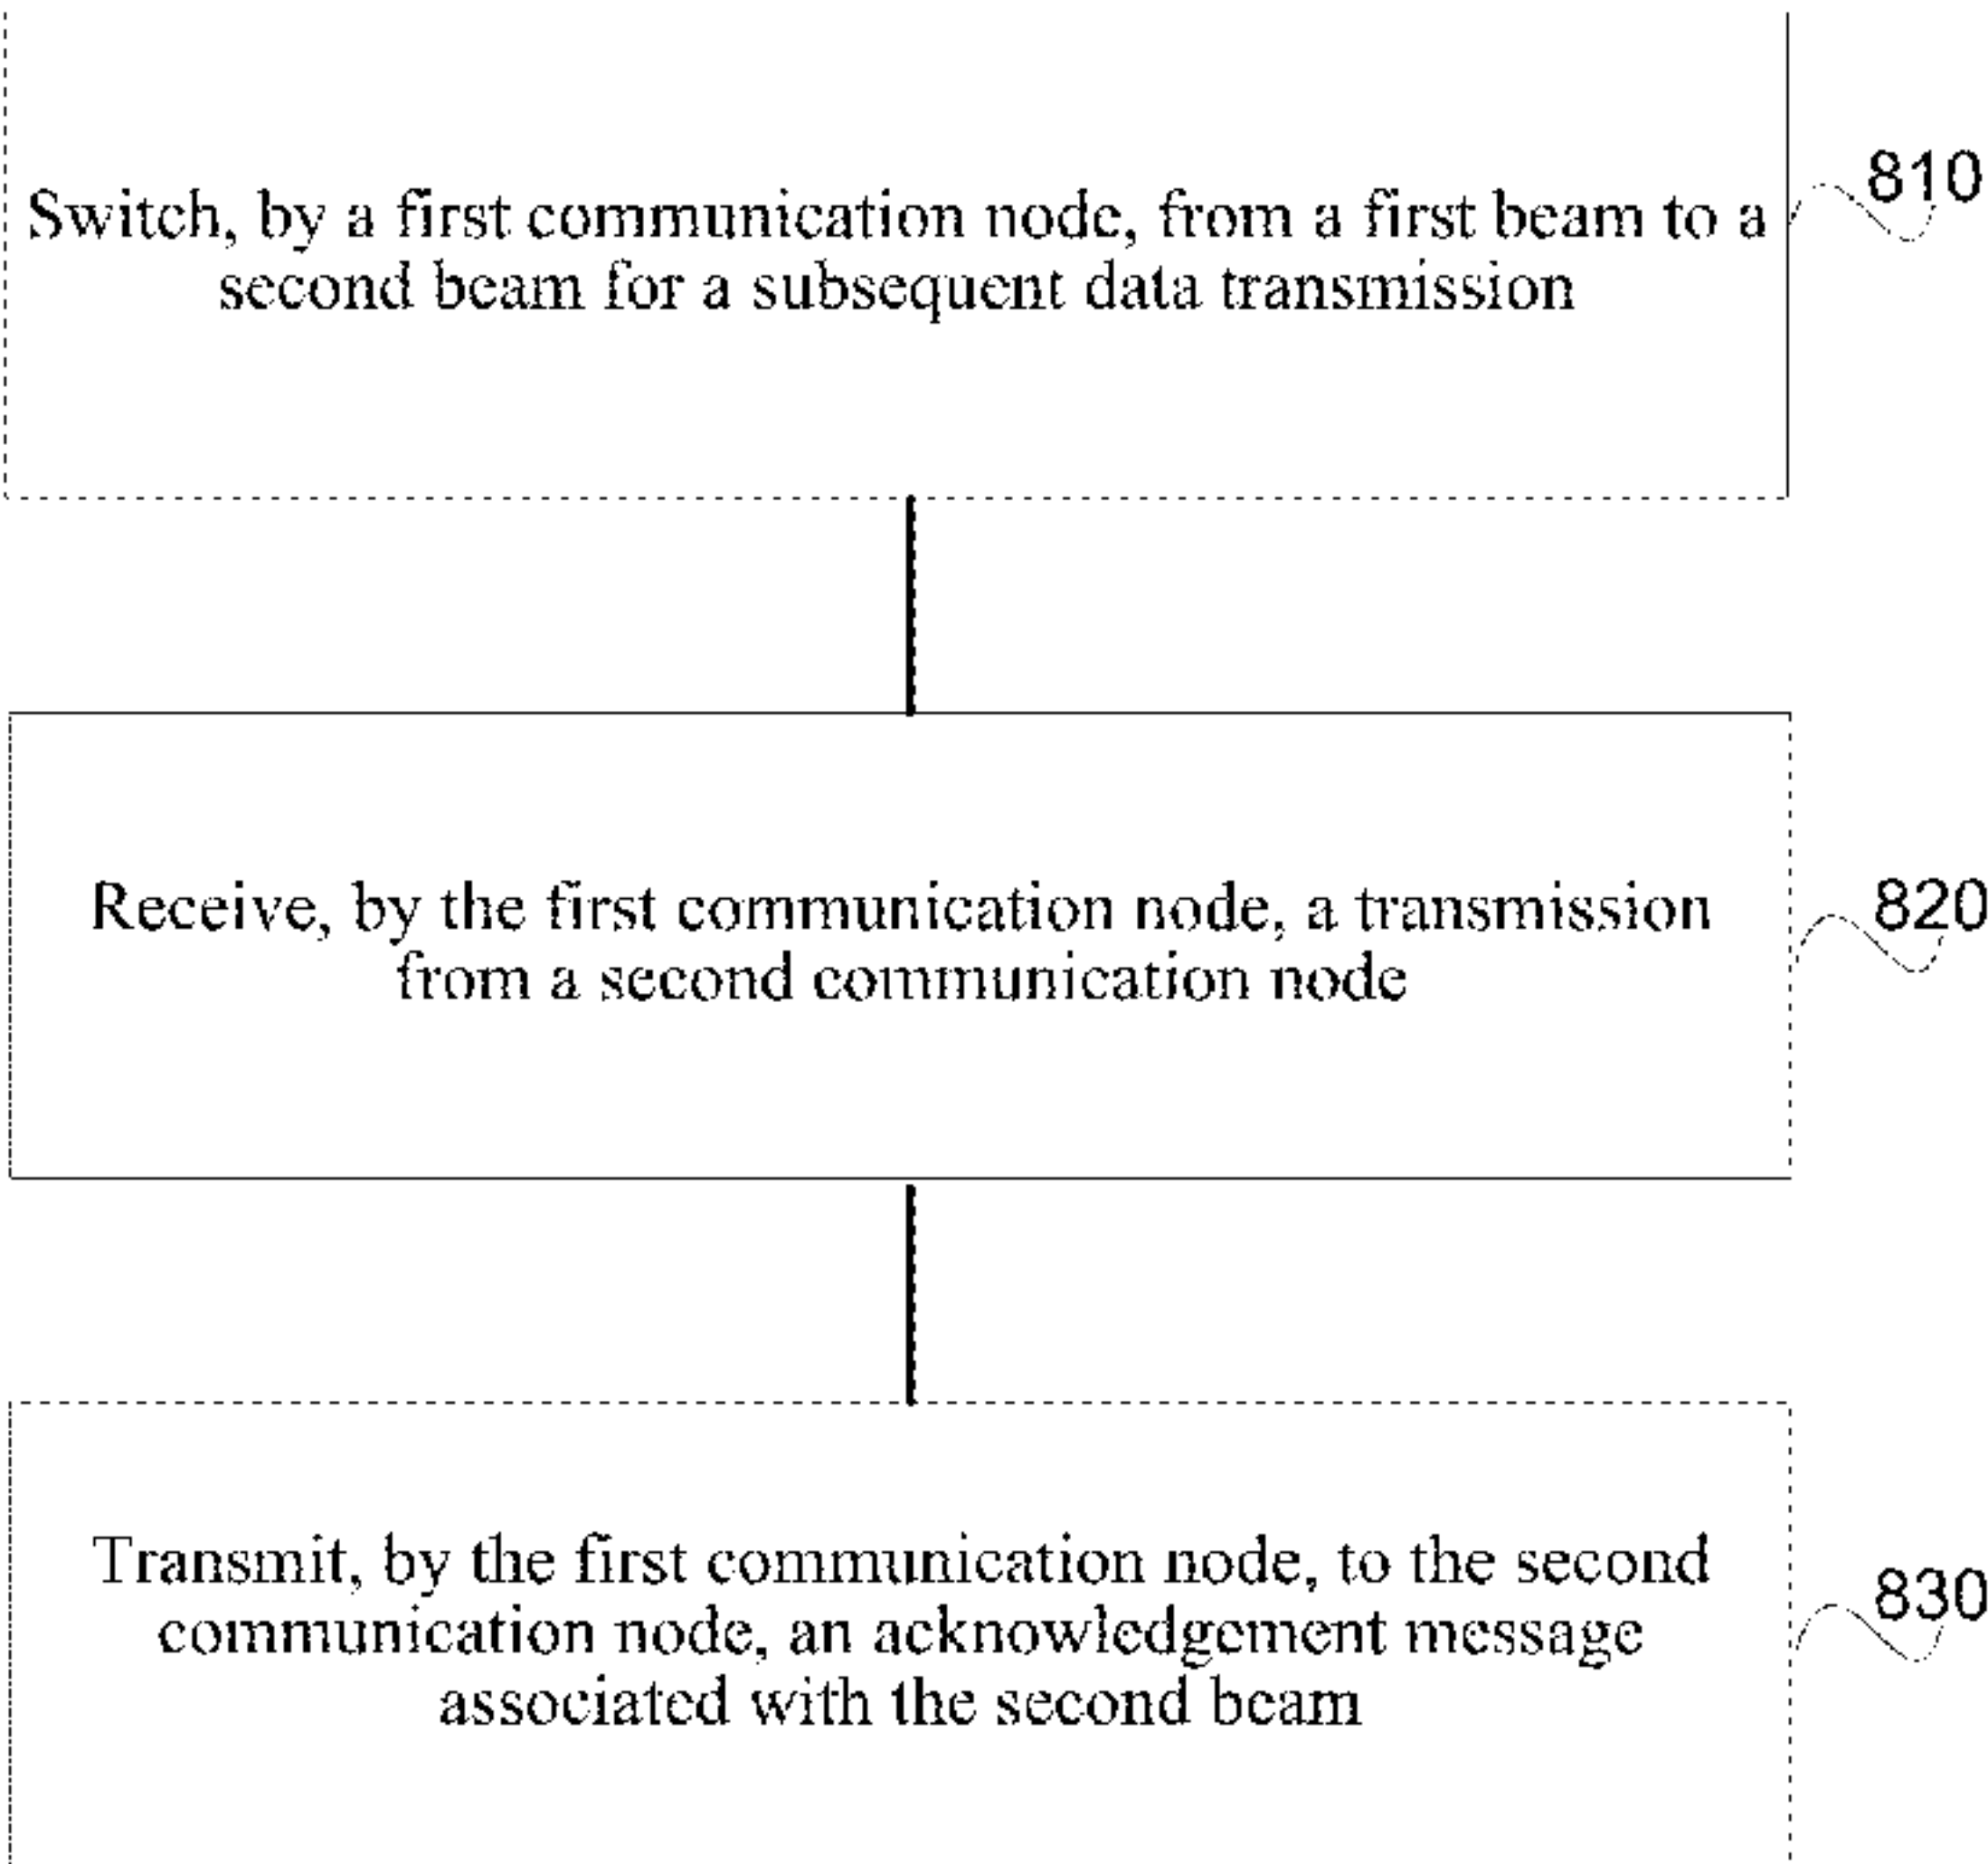 Switch, by a first communication node, from a first beam to a
second beam for a subsequent data transmission
810
Receive, by the first communication node, a transmission
from a second communication node
820
Transmit, by the first communication node, to the second
communication node, an acknowledgement message
associated with the second beam
830